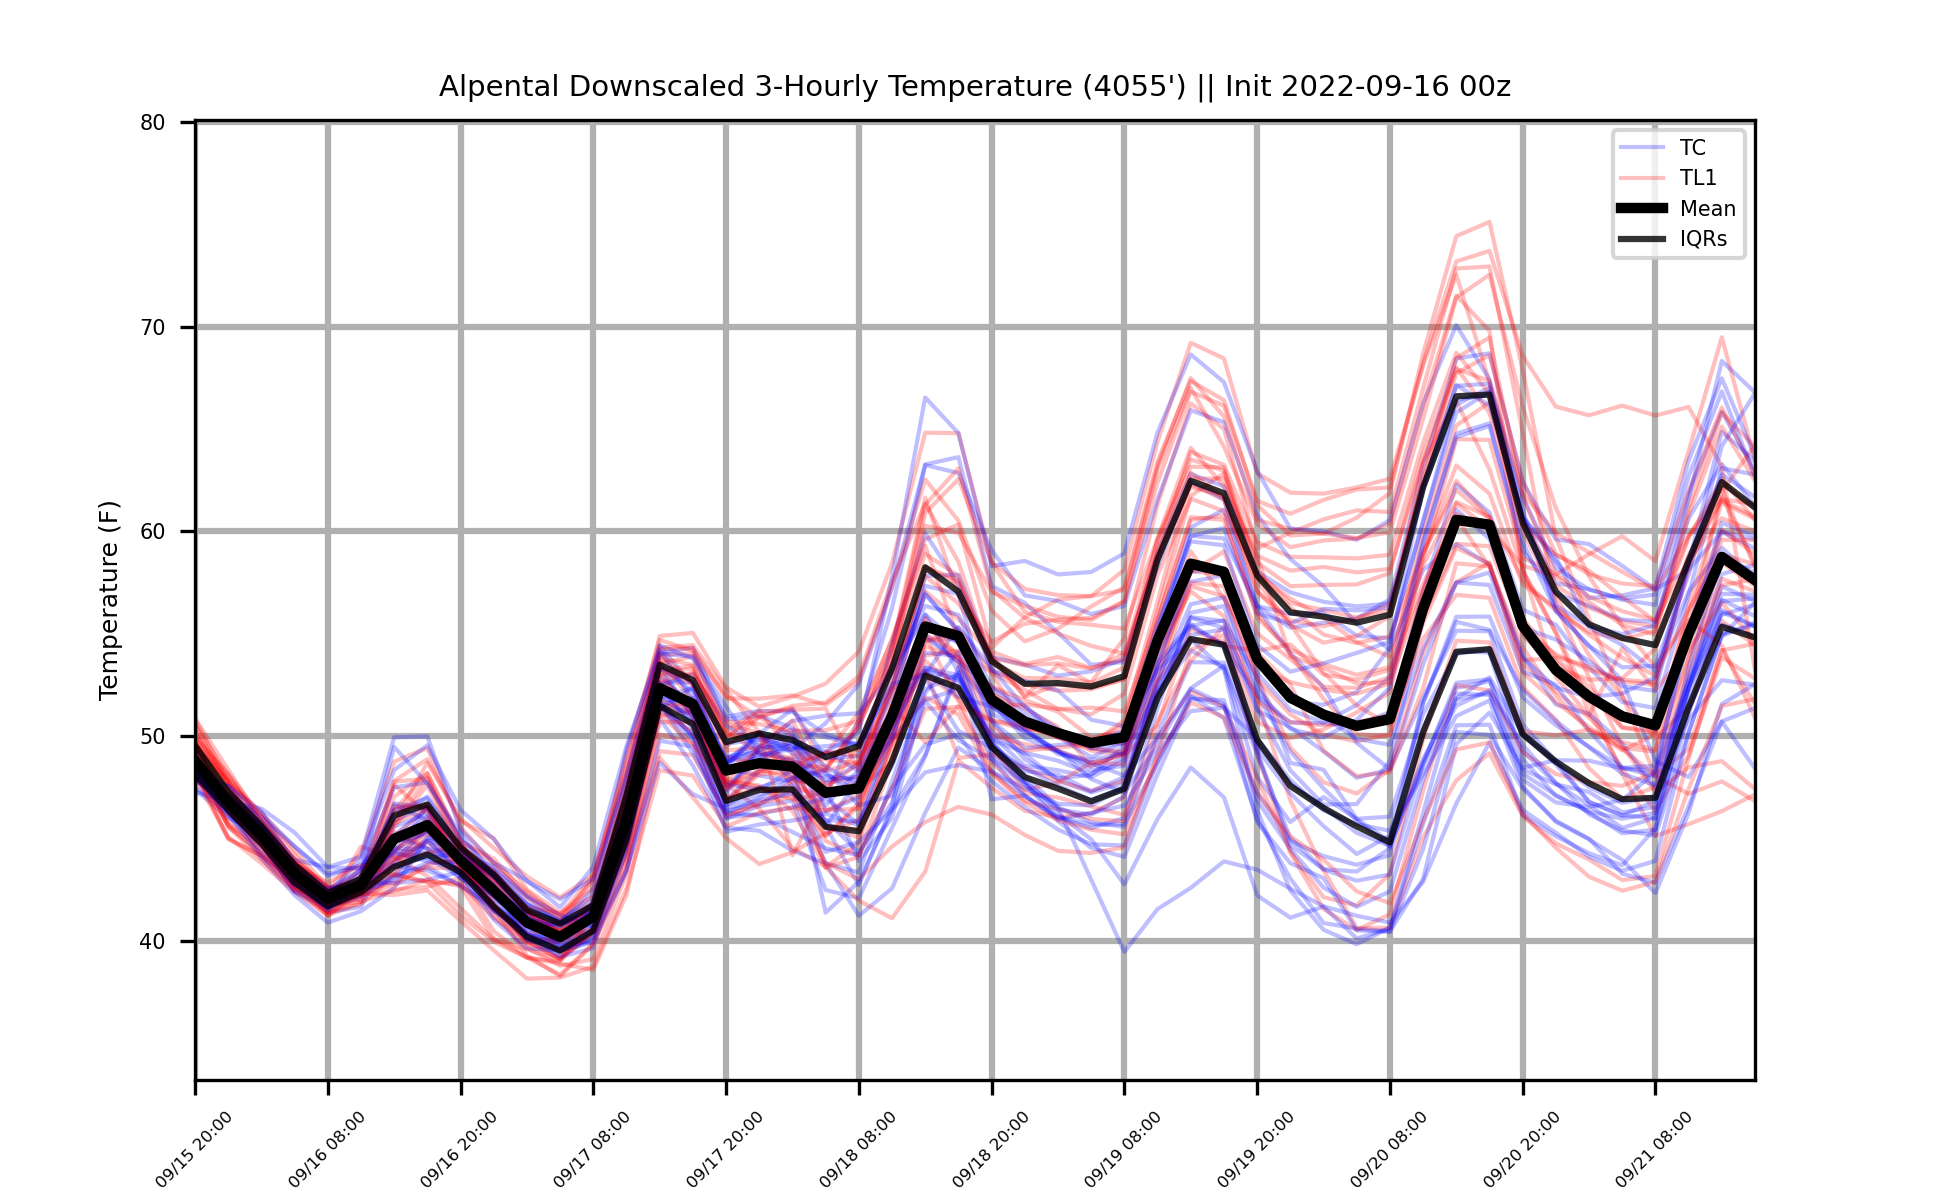 Alpental Downscaled 3-Hourly Temperature (4055') || Init 2022-09-16 00z
Temperature (F)
80
70
60
50
40
TC
TL1
Mean
IQRs
09/15 20:00
09/16 08:00
09/16 20:00
09/17 08:00
09/17 20:00
09/18 08:00
09/18 20:00
09/19 08:00
09/19 20:00
09/20 08:00
09/20 20:00
09/21 08:00